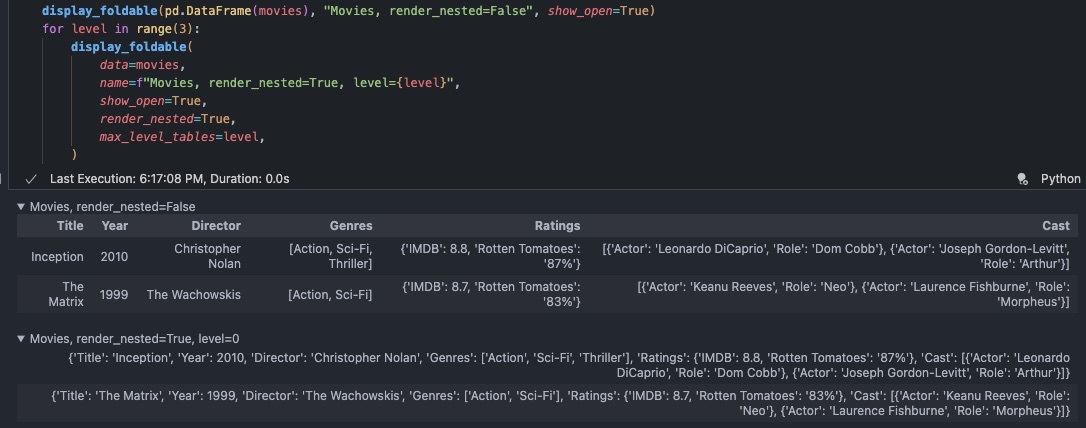 display_foldable(pd.DataFrame(movies), "Movies, render_nested=False", show_open=True)
for level in range(3):
    display_foldable(
        data=movies,
        name=f"Movies, render_nested=True, level={level}",
        show_open=True,
        render_nested=True,
        max_level_tables=level,
    )
Last Execution: 6:17:08 PM, Duration: 0.0s Python
▼ Movies, render_nested=False
Title Year Director Genres Ratings Cast
Inception 2010 Christopher Nolan [Action, Sci-Fi, Thriller] {'IMDB': 8.8, 'Rotten Tomatoes': '87%'} [{'Actor': 'Leonardo DiCaprio', 'Role': 'Dom Cobb'}, {'Actor': 'Joseph Gordon-Levitt', 'Role': 'Arthur'}]
The Matrix 1999 The Wachowskis [Action, Sci-Fi] {'IMDB': 8.7, 'Rotten Tomatoes': '83%'} [{'Actor': 'Keanu Reeves', 'Role': 'Neo'}, {'Actor': 'Laurence Fishburne', 'Role': 'Morpheus'}]
▼ Movies, render_nested=True, level=0
{'Title': 'Inception', 'Year': 2010, 'Director': 'Christopher Nolan', 'Genres': ['Action', 'Sci-Fi', 'Thriller'], 'Ratings': {'IMDB': 8.8, 'Rotten Tomatoes': '87%'}, 'Cast': [{'Actor': 'Leonardo
DiCaprio', 'Role': 'Dom Cobb'}, {'Actor': 'Joseph Gordon-Levitt', 'Role': 'Arthur'}]}
{'Title': 'The Matrix', 'Year': 1999, 'Director': 'The Wachowskis', 'Genres': ['Action', 'Sci-Fi'], 'Ratings': {'IMDB': 8.7, 'Rotten Tomatoes': '83%'}, 'Cast': [{'Actor': 'Keanu Reeves', 'Role':
'Neo'}, {'Actor': 'Laurence Fishburne', 'Role': 'Morpheus'}]}